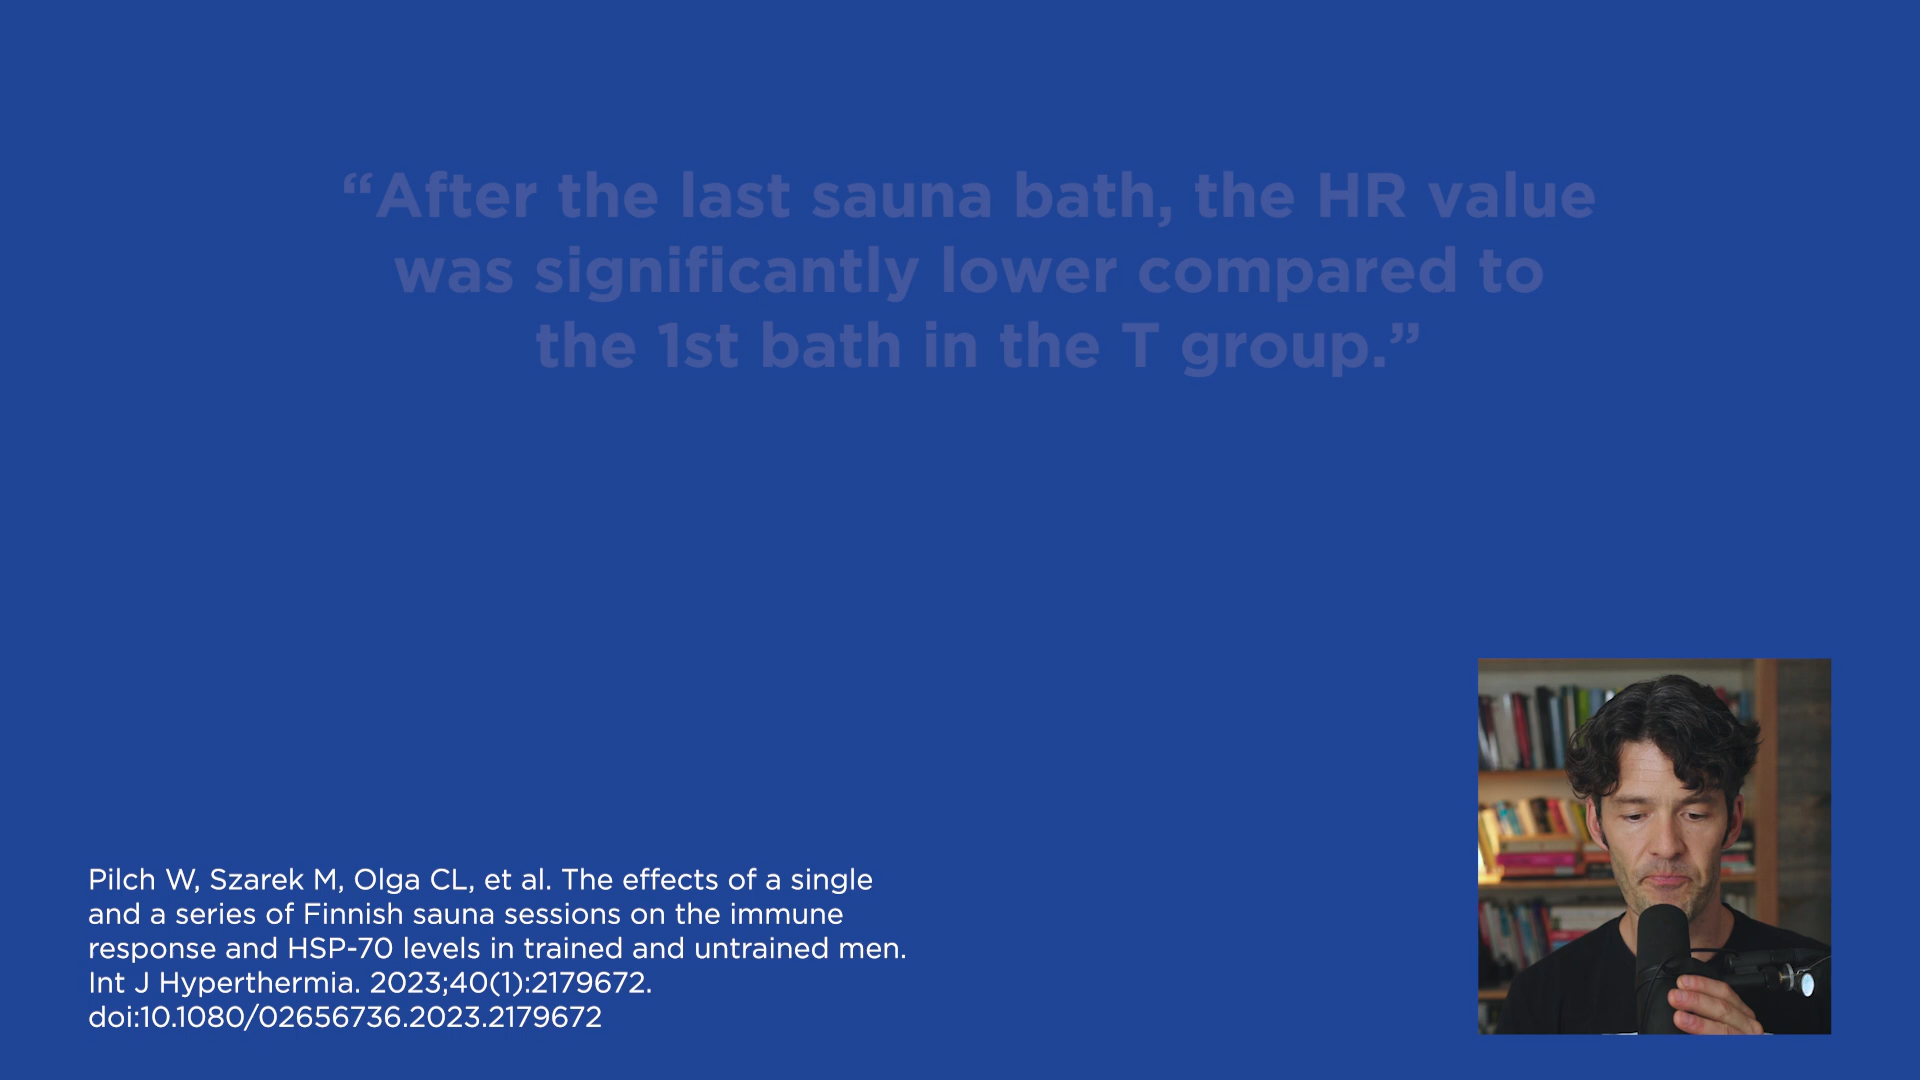 “After the last sauna bath, the HR value
was significantly lower compared to
the 1st bath in the T group.”
Pilch W, Szarek M, Olga CL, et al. The effects of a single
and a series of Finnish sauna sessions on the immune
response and HSP-70 levels in trained and untrained men.
Int J Hyperthermia. 2023;40(1):2179672.
doi:10.1080/02656736.2023.2179672